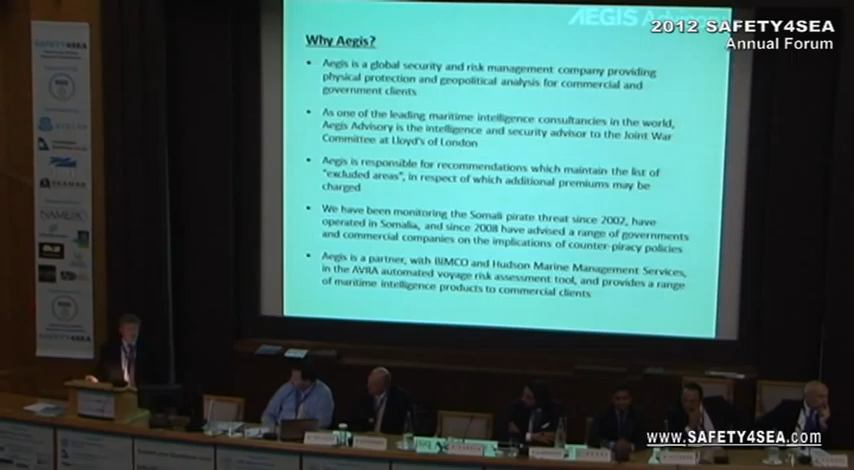 AEGIS Advisory
2012 SAFETY4SEA
Annual Forum
Why Aegis?
• Aegis is a global security and risk management company providing
physical protection and geopolitical analysis for commercial and
government clients
• As one of the leading maritime intelligence consultancies in the world,
Aegis Advisory is the intelligence and security advisor to the Joint War
Committee at Lloyd's of London
• Aegis is responsible for recommendations which maintain the list of
"excluded areas", in respect of which additional premiums may be
charged
• We have been monitoring the Somali pirate threat since 2002, have
operated in Somalia, and since 2008 have advised a range of governments
and commercial companies on the implications of counter-piracy policies
• Aegis is a partner, with BIMCO and Hudson Marine Management Services,
in the AVRA automated voyage risk assessment tool, and provides a range
of maritime intelligence products to commercial clients
SAFETY4SEA
SAFETY4SEA
www.SAFETY4SEA.com